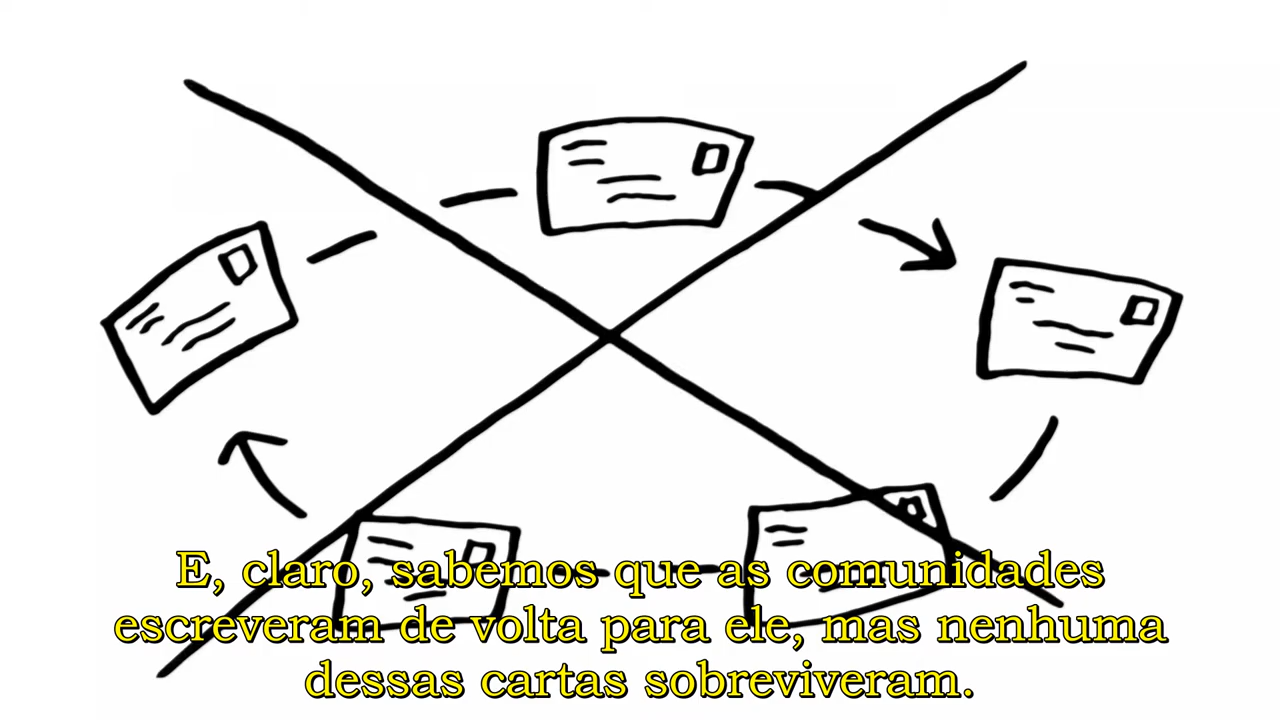 E, claro, sabemos que as comunidades
escreveram de volta para ele, mas nenhuma
dessas cartas sobreviveram.